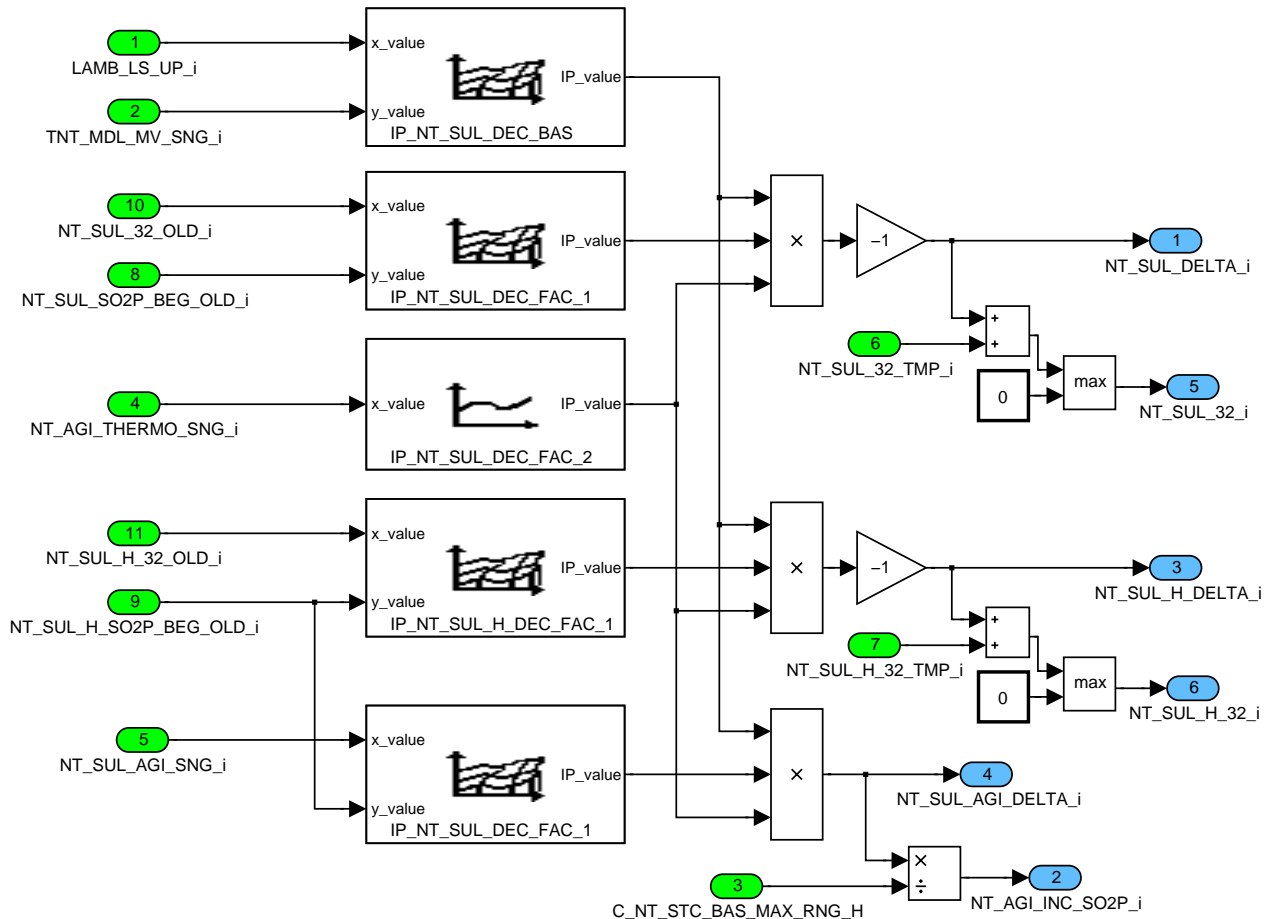 1
LAMB_LS_UP_i
2
TNT_MDL_MV_SNG_i
x_value
y_value
IP_value
IP_NT_SUL_DEC_BAS
10
NT_SUL_32_OLD_i
8
NT_SUL_SO2P_BEG_OLD_i
x_value
y_value
IP_value
IP_NT_SUL_DEC_FAC_1
×
−1
1
NT_SUL_DELTA_i
6
NT_SUL_32_TMP_i
+
+
0
max
5
NT_SUL_32_i
4
NT_AGI_THERMO_SNG_i
x_value
IP_value
IP_NT_SUL_DEC_FAC_2
11
NT_SUL_H_32_OLD_i
9
NT_SUL_H_SO2P_BEG_OLD_i
x_value
y_value
IP_value
IP_NT_SUL_H_DEC_FAC_1
×
−1
3
NT_SUL_H_DELTA_i
7
NT_SUL_H_32_TMP_i
+
+
0
max
6
NT_SUL_H_32_i
5
NT_SUL_AGI_SNG_i
x_value
y_value
IP_value
IP_NT_SUL_DEC_FAC_1
×
4
NT_SUL_AGI_DELTA_i
3
C_NT_STC_BAS_MAX_RNG_H
×
÷
2
NT_AGI_INC_SO2P_i